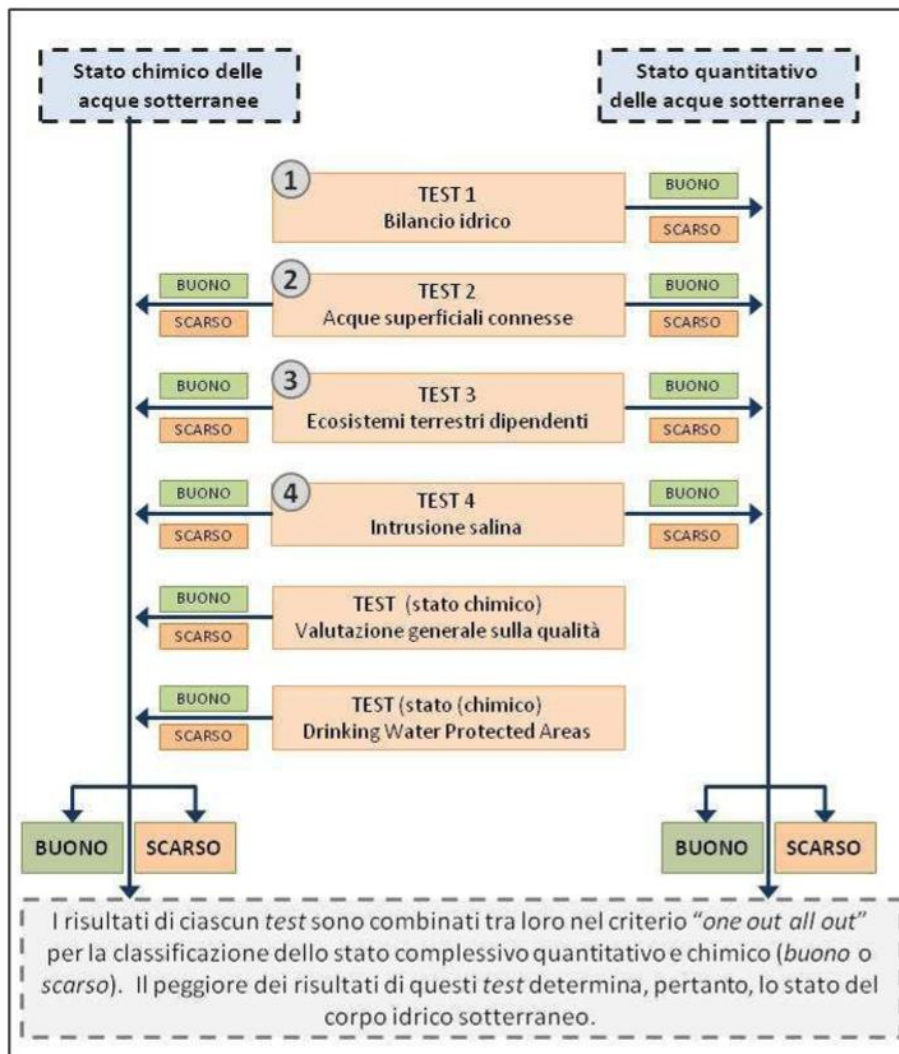 Stato chimico delle
acque sotterranee
Stato quantitativo
delle acque sotterranee
1
TEST 1
Bilancio idrico
BUONO
SCARSO
BUONO
SCARSO
2
TEST 2
Acque superficiali connesse
BUONO
SCARSO
BUONO
SCARSO
3
TEST 3
Ecosistemi terrestri dipendenti
BUONO
SCARSO
BUONO
SCARSO
4
TEST 4
Intrusione salina
BUONO
SCARSO
BUONO
SCARSO
TEST (stato chimico)
Valutazione generale sulla qualità
BUONO
SCARSO
TEST (stato (chimico)
Drinking Water Protected Areas
BUONO
SCARSO
BUONO
SCARSO
I risultati di ciascun test sono combinati tra loro nel criterio "one out all out"
per la classificazione dello stato complessivo quantitativo e chimico (buono o
scarso). Il peggiore dei risultati di questi test determina, pertanto, lo stato del
corpo idrico sotterraneo.